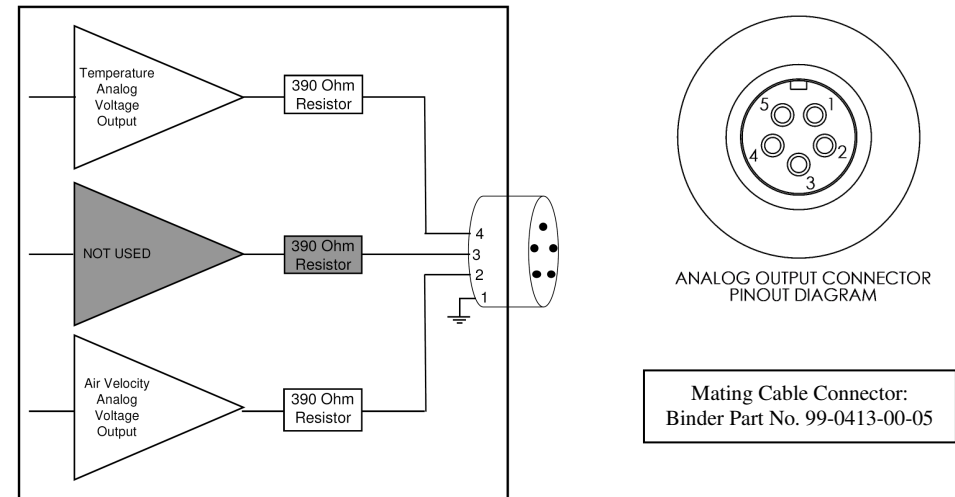 Temperature
Analog
Voltage
Output
390 Ohm
Resistor
NOT USED
390 Ohm
Resistor
Air Velocity
Analog
Voltage
Output
390 Ohm
Resistor
4
3
2
1
5
1
4
2
3
ANALOG OUTPUT CONNECTOR
PINOUT DIAGRAM
Mating Cable Connector:
Binder Part No. 99-0413-00-05